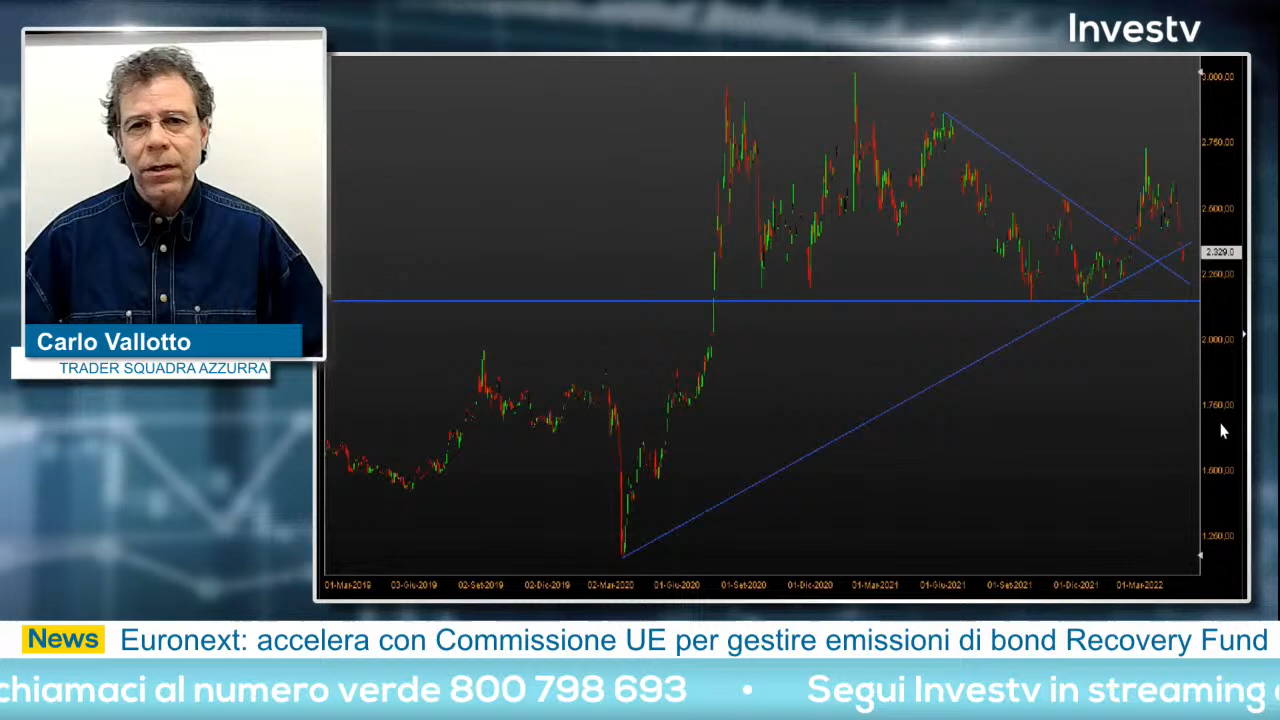 Investv
Carlo Vallotto
TRADER SQUADRA AZZURRA
3.000,00
2.750,00
2.500,00
2.329,0
2.250,00
2.000,00
1.750,00
1.500,00
1.250,00
01-Mar-2019 03-Giu-2019 02-Set-2019 02-Dic-2019 02-Mar-2020 01-Giu-2020 01-Set-2020 01-Dic-2020 01-Mar-2021 01-Giu-2021 01-Set-2021 01-Dic-2021 01-Mar-2022
News Euronext: accelera con Commissione UE per gestire emissioni di bond Recovery Fund
chiamaci al numero verde 800 798 693 • Segui Investv in streaming